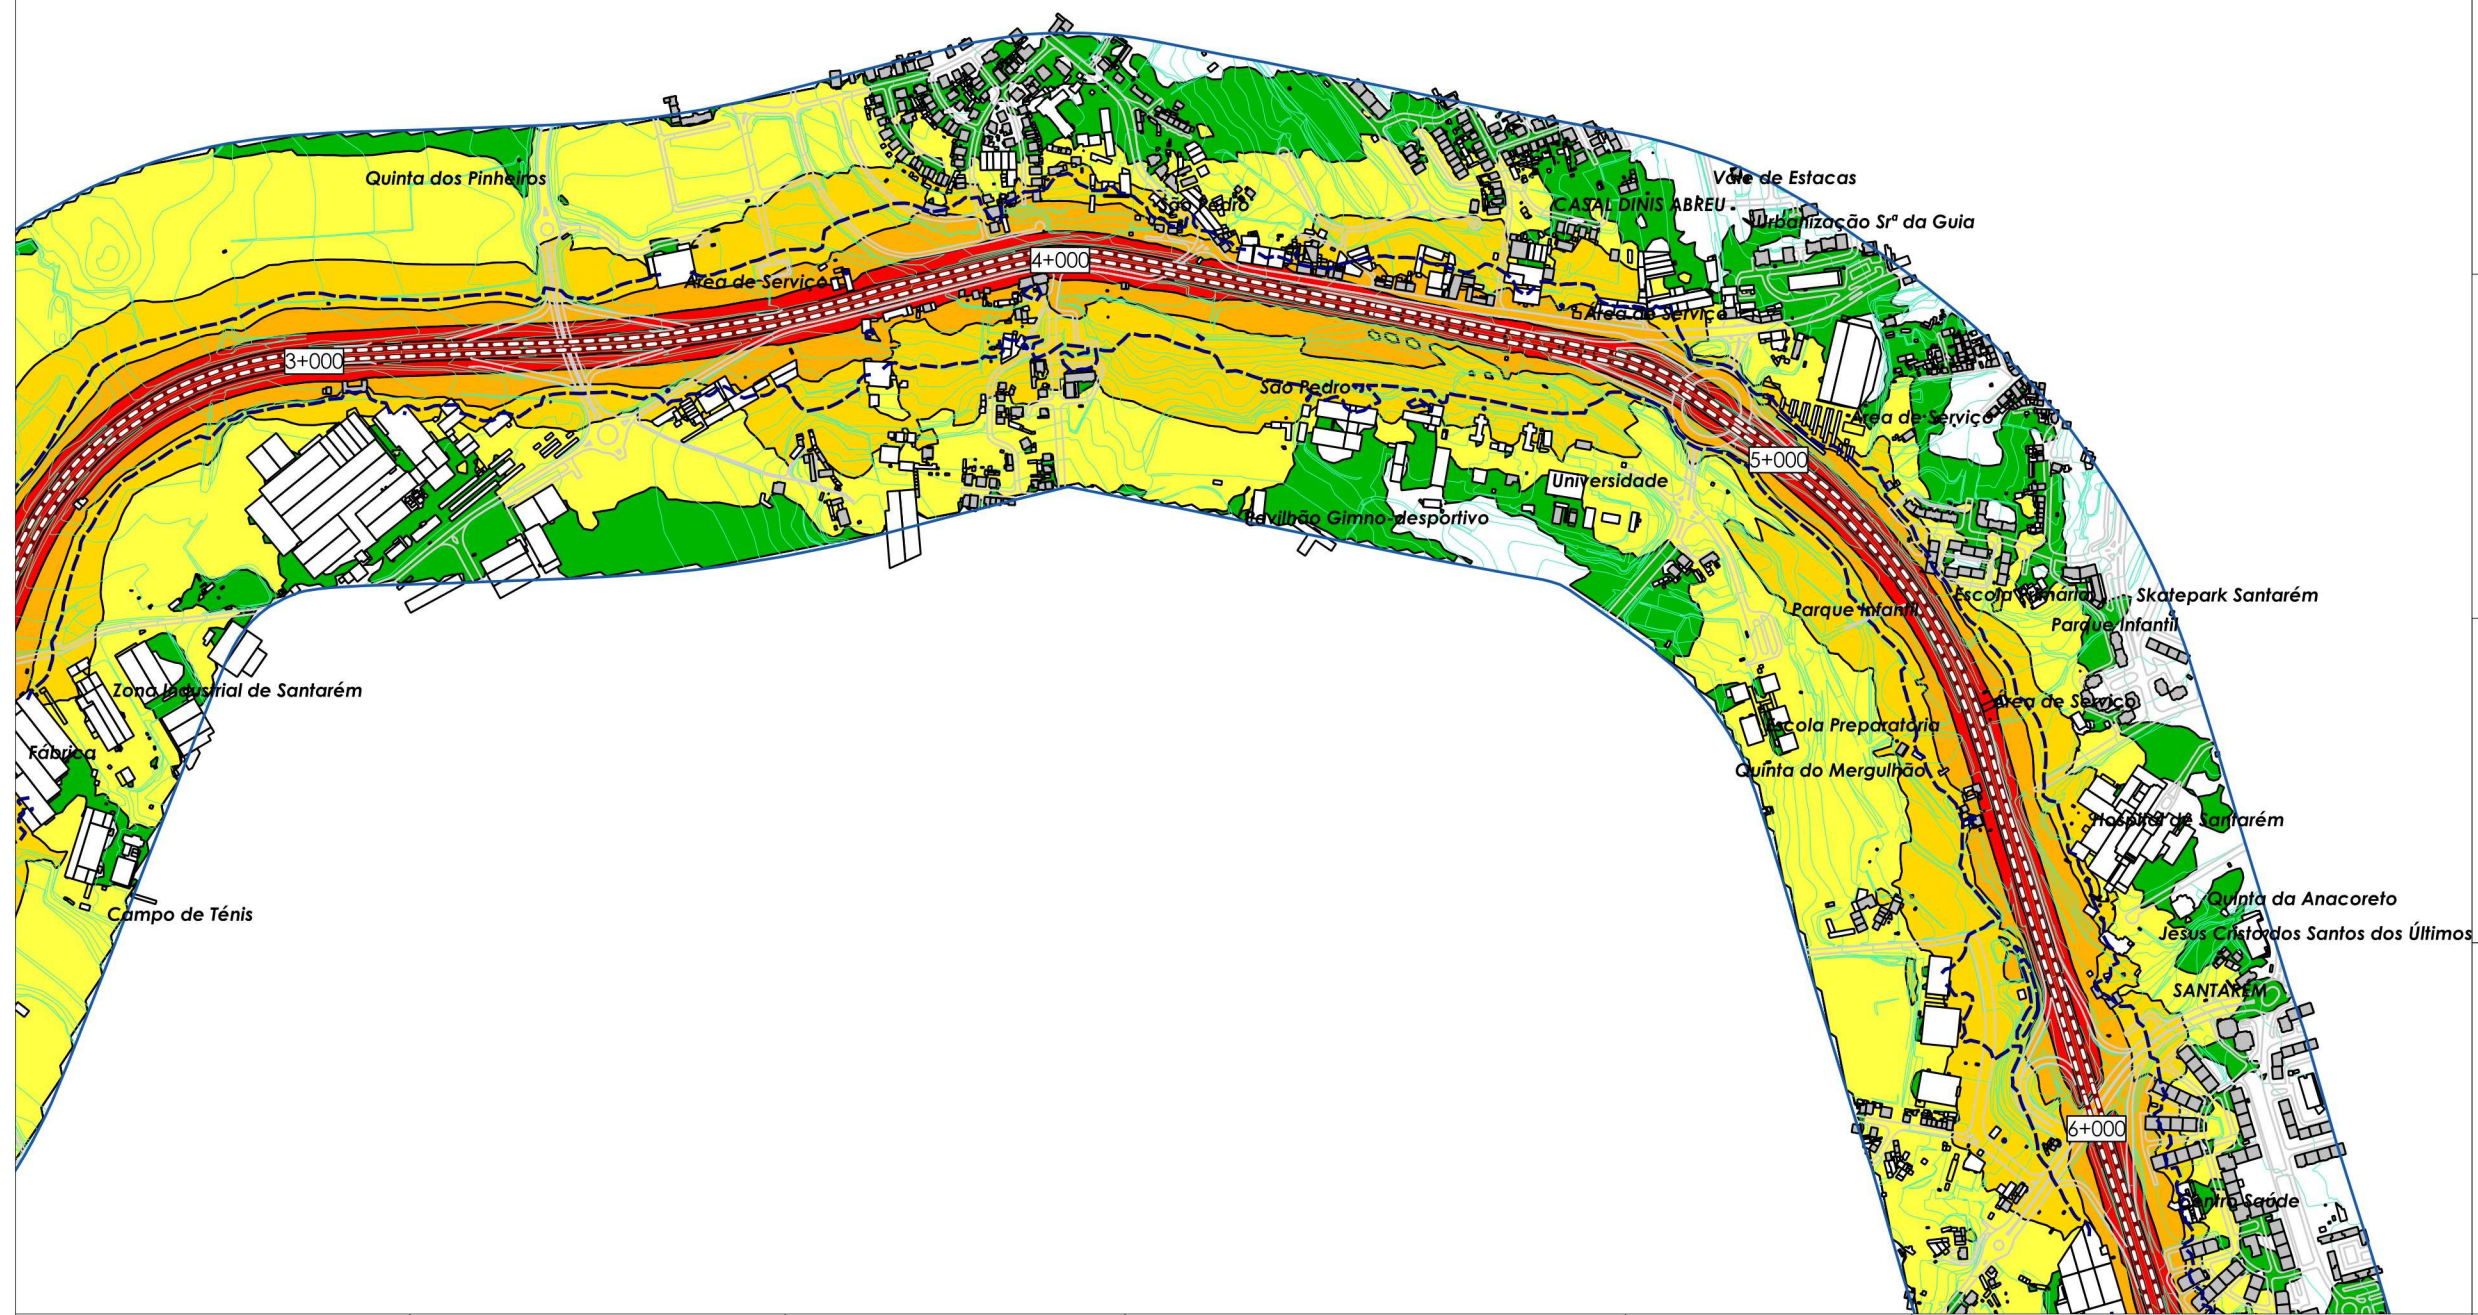 Quinta dos Pinheiros
Vale de Estacas
São Pedro
CASAL DINIS ABREU
Urbanização Srª da Guia
4+000
Área de Serviço
Área de Serviço
3+000
São Pedro
Área de Serviço
5+000
Universidade
Pavilhão Gimno-desportivo
Escola Primária
Skatepark Santarém
Parque Infantil
Parque Infantil
Zona Industrial de Santarém
Área de Serviço
Escola Preparatória
Fábrica
Quinta do Mergulhão
Hospital de Santarém
Quinta da Anacoreto
Campo de Ténis
Jesus Cristo dos Santos dos Últimos
SANTARÉM
6+000
Centro Saúde